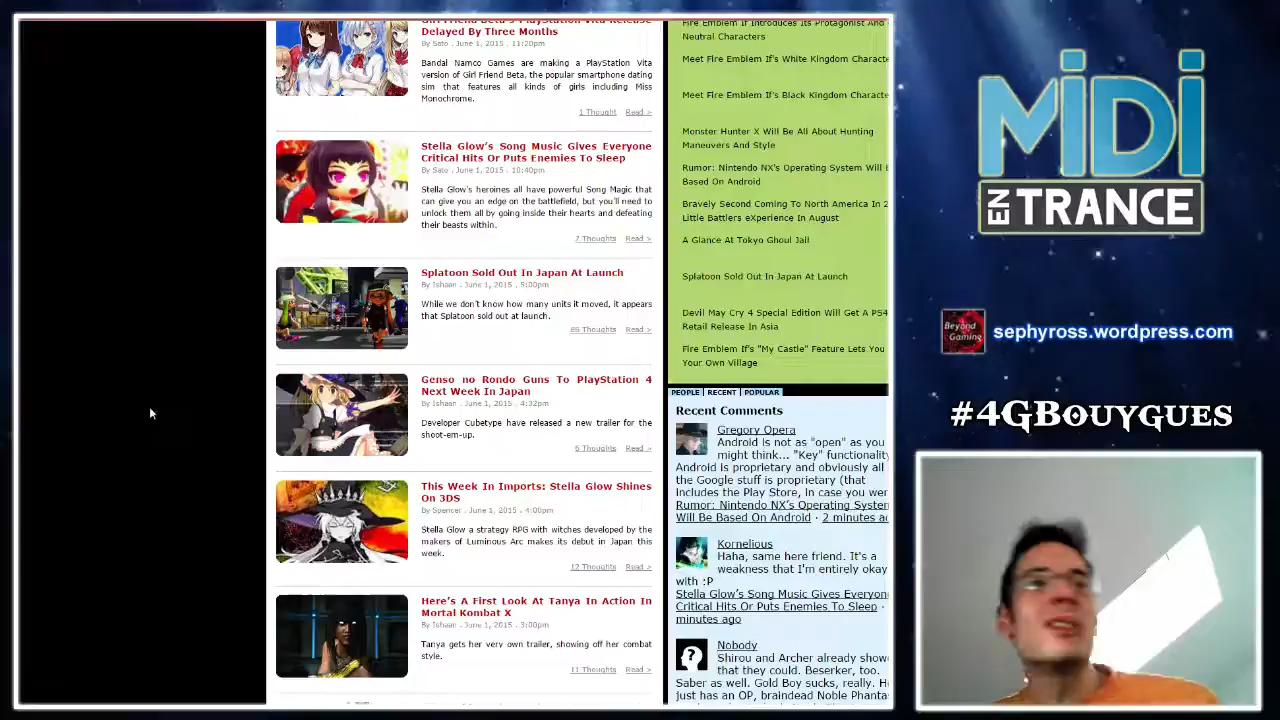 Girl Friend Beta's PlayStation Vita Release
Delayed By Three Months
By Sato . June 1, 2015 . 11:20pm
Bandai Namco Games are making a PlayStation Vita
version of Girl Friend Beta, the popular smartphone dating
sim that features all kinds of girls including Miss
Monochrome.
1 Thought Read >
Stella Glow's Song Music Gives Everyone
Critical Hits Or Puts Enemies To Sleep
By Sato . June 1, 2015 . 10:40pm
Stella Glow's heroines all have powerful Song Magic that
can give you an edge on the battlefield, but you'll need to
unlock them all by going inside their hearts and defeating
their beasts within.
7 Thoughts Read >
Splatoon Sold Out In Japan At Launch
By Ishaan . June 1, 2015 . 5:00pm
While we don't know how many units it moved, it appears
that Splatoon sold out at launch.
Thoughts Read >
Genso no Rondo Guns To PlayStation 4
Next Week In Japan
By Ishaan . June 1, 2015 . 4:32pm
Developer Cubetype have released a new trailer for the
shoot-em-up.
5 Thoughts Read >
This Week In Imports: Stella Glow Shines
On 3DS
By Spencer . June 1, 2015 . 4:00pm
Stella Glow a strategy RPG with witches developed by the
makers of Luminous Arc makes its debut in Japan this
week.
12 Thoughts Read >
Here's A First Look At Tanya In Action In
Mortal Kombat X
By Ishaan . June 1, 2015 . 3:00pm
Tanya gets her very own trailer, showing off her combat
style.
11 Thoughts Read >
Fire Emblem If Introduces Its Protagonist And
Neutral Characters
Meet Fire Emblem If's White Kingdom Characte
Meet Fire Emblem If's Black Kingdom Characte
Monster Hunter X Will Be All About Hunting
Maneuvers And Style
Rumor: Nintendo NX's Operating System Will B
Based On Android
Bravely Second Coming To North America In 2
Little Battlers eXperience In August
A Glance At Tokyo Ghoul Jail
Splatoon Sold Out In Japan At Launch
Devil May Cry 4 Special Edition Will Get A PS4
Retail Release In Asia
Fire Emblem If's "My Castle" Feature Lets You
Your Own Village
PEOPLE RECENT POPULAR
Recent Comments
Gregory Opera
Android is not as "open" as you
might think... "Key" functionality
Android is proprietary and obviously all
the Google stuff is proprietary (that
includes the Play Store, in case you wer
Rumor: Nintendo NX's Operating System
Will Be Based On Android · 2 minutes ag
Kornelious
Haha, same here friend. It's a
weakness that I'm entirely okay
with :P
Stella Glow's Song Music Gives Everyone
Critical Hits Or Puts Enemies To Sleep ·
minutes ago
Nobody
Shirou and Archer already show
that they could. Beserker, too.
Saber as well. Gold Boy sucks, really. He
just has an OP, braindead Noble Phanta
MiDi
EN TRANCE
Beyond
Gaming
sephyross.wordpress.com
#4GBOUYGUES